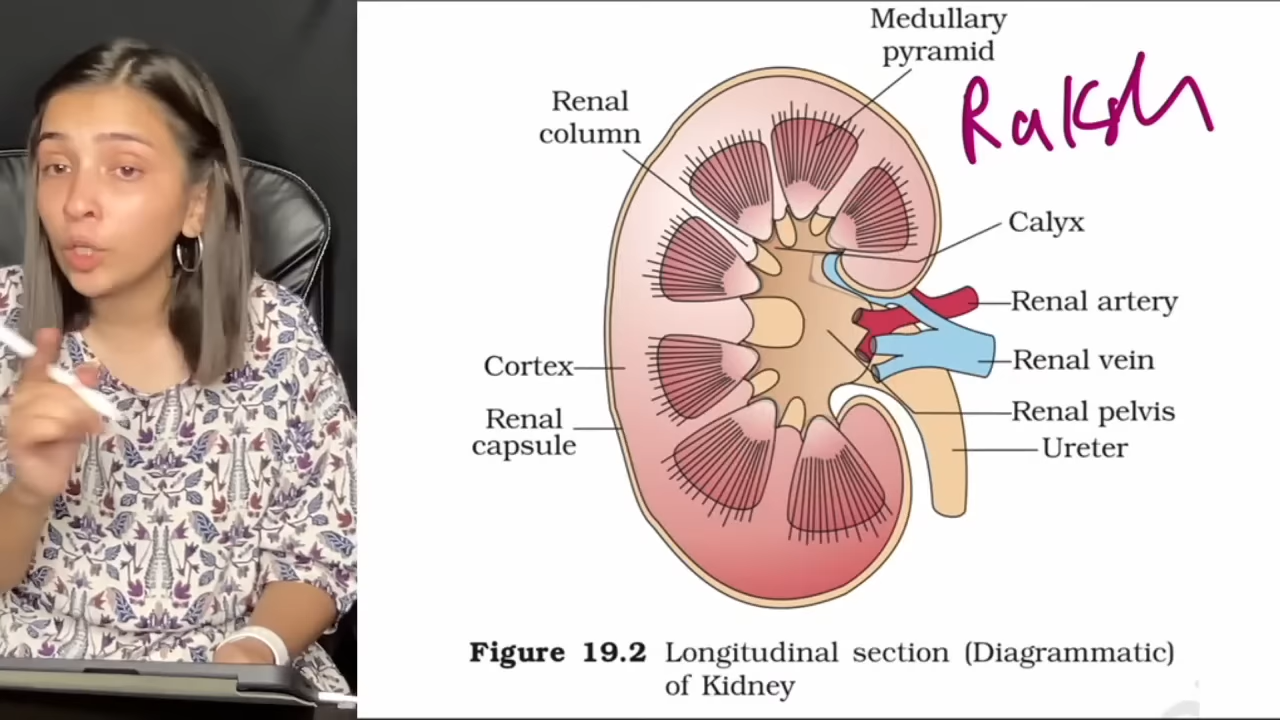 Medullary
pyramid
Renal
column
Calyx
Renal artery
Cortex
Renal vein
Renal
capsule
Renal pelvis
Ureter
Figure 19.2 Longitudinal section (Diagrammatic)
of Kidney